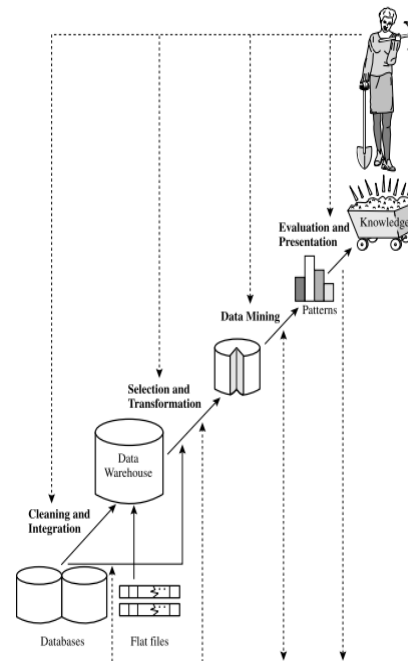 Knowledge
Evaluation and
Presentation
Patterns
Data Mining
Selection and
Transformation
Data
Warehouse
Cleaning and
Integration
Databases
Flat files